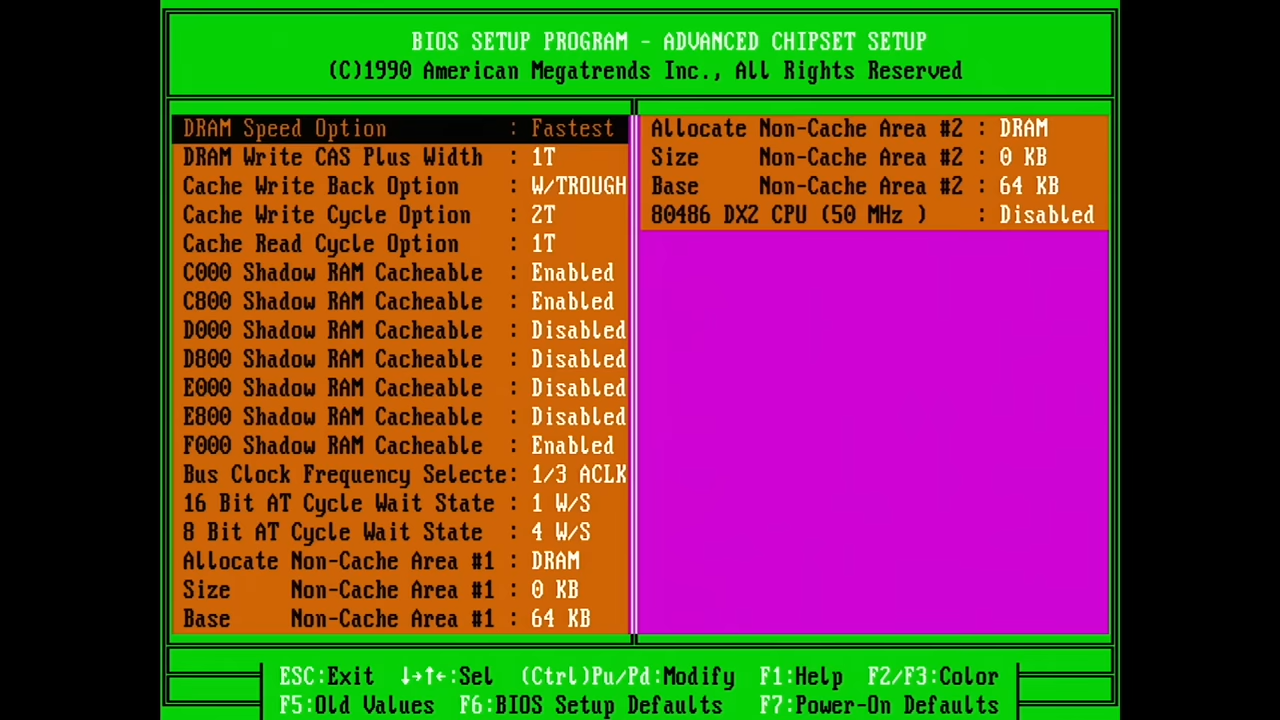 BIOS SETUP PROGRAM - ADVANCED CHIPSET SETUP
(C)1990 American Megatrends Inc., All Rights Reserved
DRAM Speed Option : Fastest
DRAM Write CAS Plus Width : 1T
Cache Write Back Option : W/TROUGH
Cache Write Cycle Option : 2T
Cache Read Cycle Option : 1T
C000 Shadow RAM Cacheable : Enabled
C800 Shadow RAM Cacheable : Enabled
D000 Shadow RAM Cacheable : Disabled
D800 Shadow RAM Cacheable : Disabled
E000 Shadow RAM Cacheable : Disabled
E800 Shadow RAM Cacheable : Disabled
F000 Shadow RAM Cacheable : Enabled
Bus Clock Frequency Selecte: 1/3 ACLK
16 Bit AT Cycle Wait State : 1 W/S
8 Bit AT Cycle Wait State : 4 W/S
Allocate Non-Cache Area #1 : DRAM
Size Non-Cache Area #1 : 0 KB
Base Non-Cache Area #1 : 64 KB
Allocate Non-Cache Area #2 : DRAM
Size Non-Cache Area #2 : 0 KB
Base Non-Cache Area #2 : 64 KB
80486 DX2 CPU (50 MHz ) : Disabled
ESC:Exit ↓→↑←:Sel (Ctrl)Pu/Pd:Modify F1:Help F2/F3:Color
F5:Old Values F6:BIOS Setup Defaults F7:Power-On Defaults